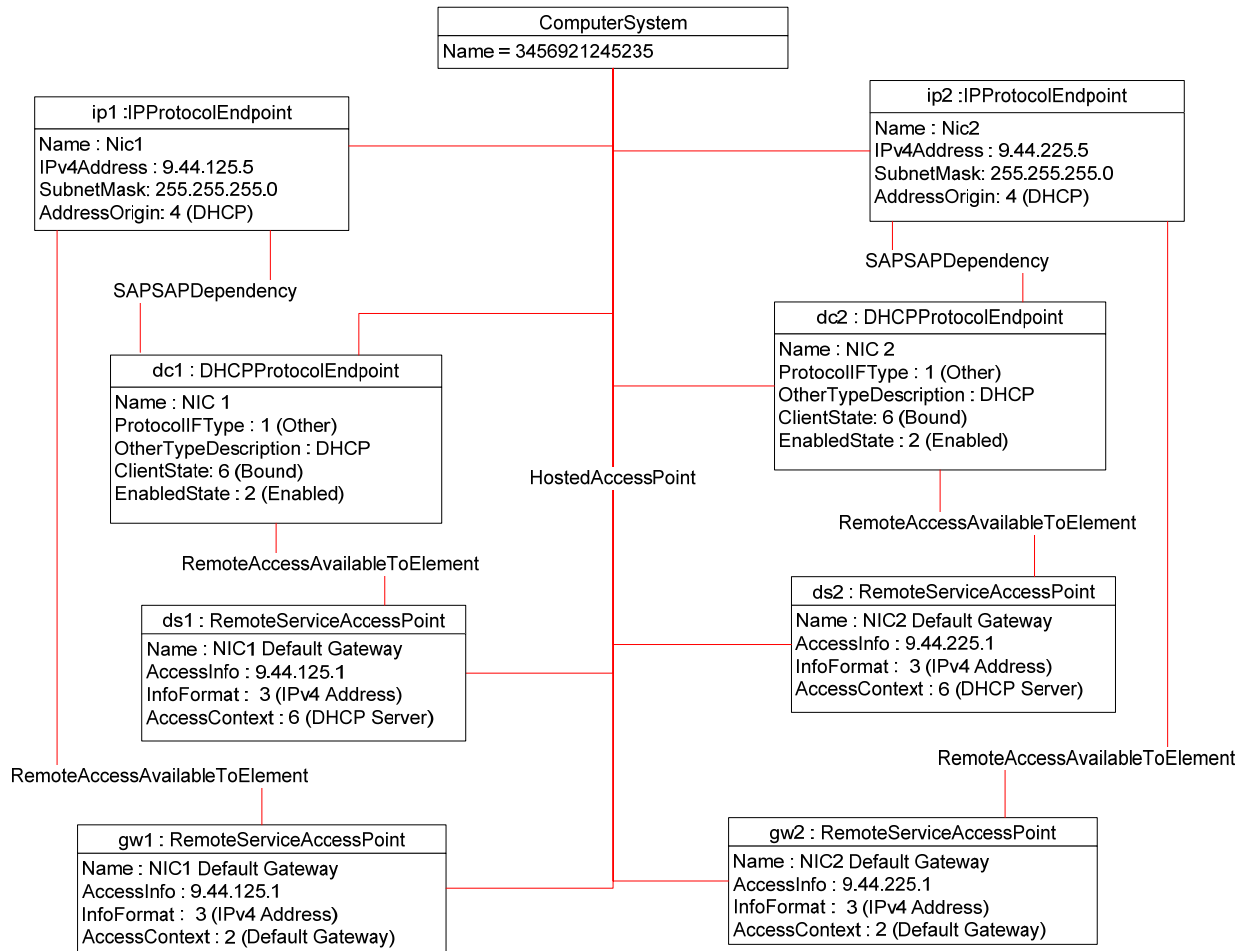 ComputerSystem
Name = 3456921245235
ip1 :IPProtocolEndpoint
Name : Nic1
IPv4Address : 9.44.125.5
SubnetMask: 255.255.255.0
AddressOrigin: 4 (DHCP)
ip2 :IPProtocolEndpoint
Name : Nic2
IPv4Address : 9.44.225.5
SubnetMask: 255.255.255.0
AddressOrigin: 4 (DHCP)
SAPSAPDependency
SAPSAPDependency
dc1 : DHCPProtocolEndpoint
Name : NIC 1
ProtocolIFType : 1 (Other)
OtherTypeDescription : DHCP
ClientState: 6 (Bound)
EnabledState : 2 (Enabled)
dc2 : DHCPProtocolEndpoint
Name : NIC 2
ProtocolIFType : 1 (Other)
OtherTypeDescription : DHCP
ClientState : 6 (Bound)
EnabledState : 2 (Enabled)
HostedAccessPoint
RemoteAccessAvailableToElement
RemoteAccessAvailableToElement
ds1 : RemoteServiceAccessPoint
Name : NIC1 Default Gateway
AccessInfo : 9.44.125.1
InfoFormat : 3 (IPv4 Address)
AccessContext : 6 (DHCP Server)
ds2 : RemoteServiceAccessPoint
Name : NIC2 Default Gateway
AccessInfo : 9.44.225.1
InfoFormat : 3 (IPv4 Address)
AccessContext : 6 (DHCP Server)
RemoteAccessAvailableToElement
RemoteAccessAvailableToElement
gw1 : RemoteServiceAccessPoint
Name : NIC1 Default Gateway
AccessInfo : 9.44.125.1
InfoFormat : 3 (IPv4 Address)
AccessContext : 2 (Default Gateway)
gw2 : RemoteServiceAccessPoint
Name : NIC2 Default Gateway
AccessInfo : 9.44.225.1
InfoFormat : 3 (IPv4 Address)
AccessContext : 2 (Default Gateway)